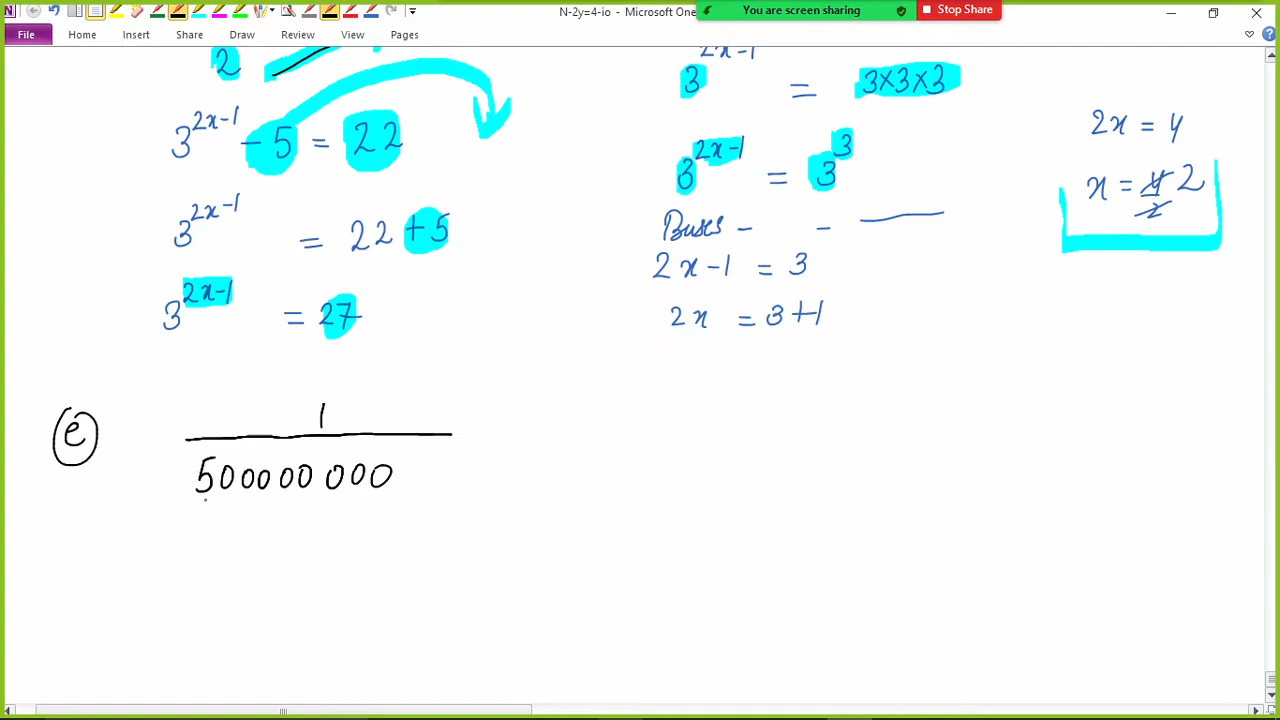 N-2y=4-io - Microsoft One
You are screen sharing
Stop Share
File Home Insert Share Draw Review View Pages
2
3^{2x-1} - 5 = 22
3^{2x-1} = 22 + 5
3^{2x-1} = 27
3^{2x-1} = 3×3×3
3^{2x-1} = 3^3
Bases - -
2x-1 = 3
2x = 3+1
2x = 4
x = 4/2 2
(e) 1/500000000